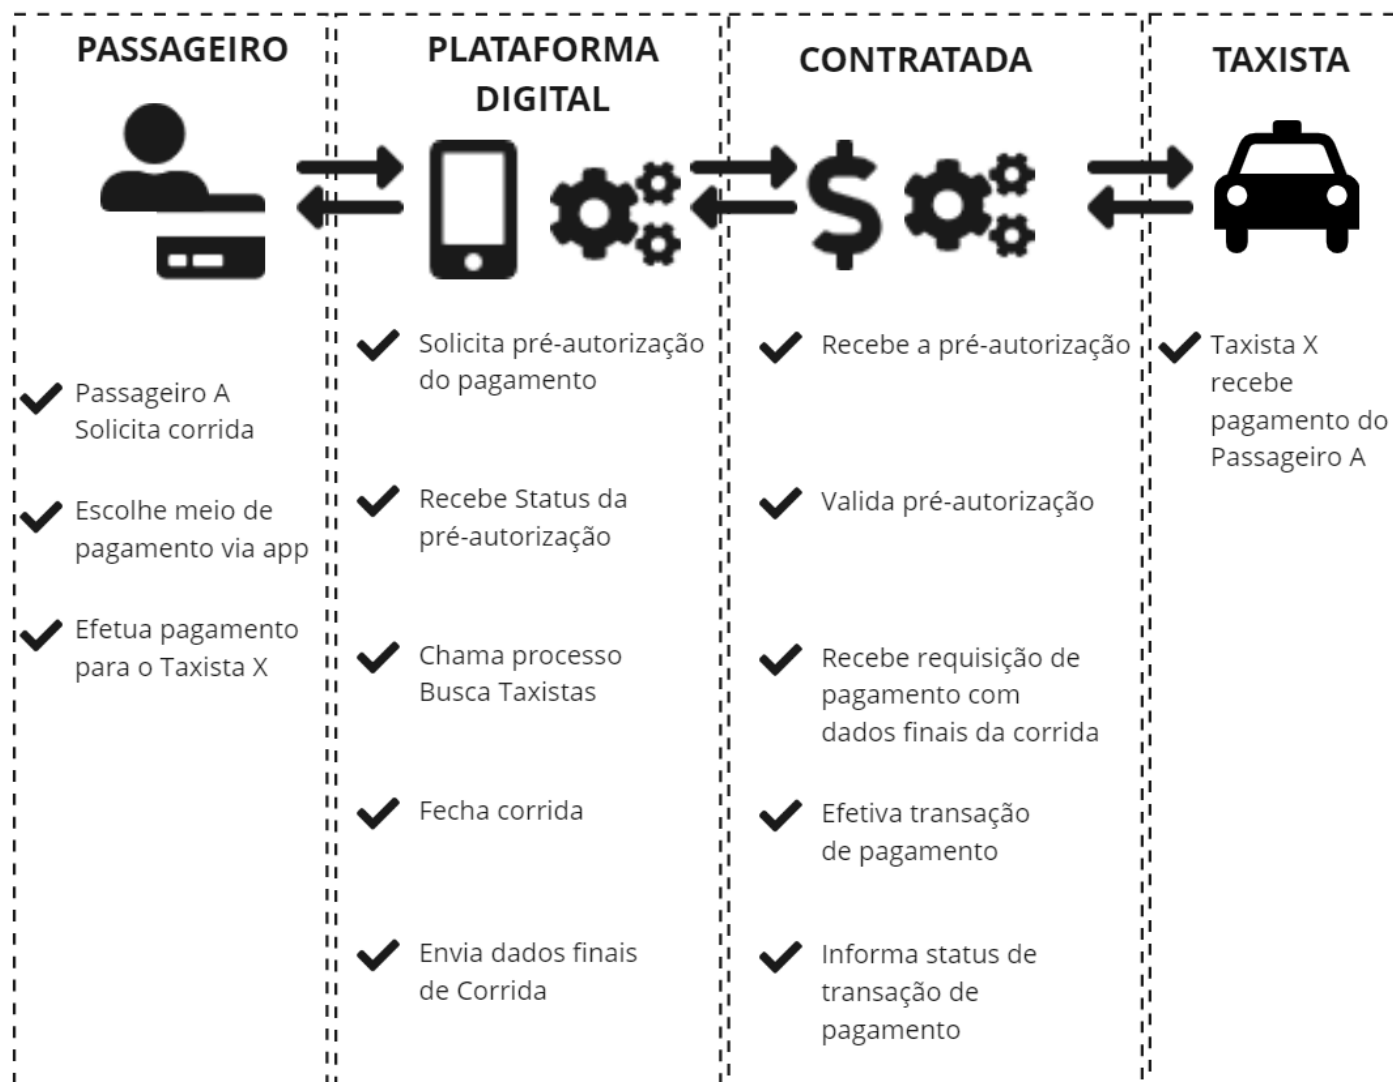 PASSAGEIRO
Passageiro A
Solicita corrida
Escolhe meio de
pagamento via app
Efetua pagamento
para o Taxista X
PLATAFORMA
DIGITAL
Solicita pré-autorização
do pagamento
Recebe Status da
pré-autorização
Chama processo
Busca Taxistas
Fecha corrida
Envia dados finais
de Corrida
CONTRATADA
Recebe a pré-autorização
Valida pré-autorização
Recebe requisição de
pagamento com
dados finais da corrida
Efetiva transação
de pagamento
Informa status de
transação de
pagamento
TAXISTA
Taxista X
recebe
pagamento do
Passageiro A